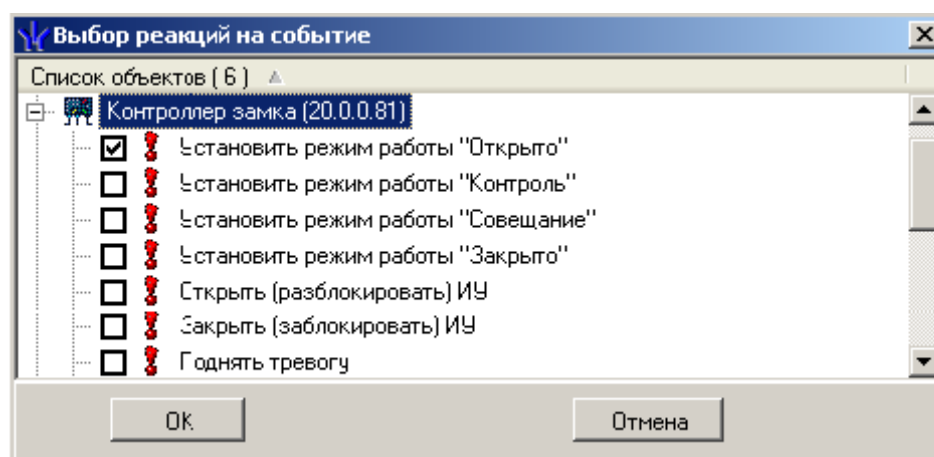 Выбор реакций на событие
Список объектов ( 6 )
Контроллер замка (20.0.0.81)
Установить режим работы "Открыто"
Установить режим работы "Контроль"
Установить режим работы "Совещание"
Установить режим работы "Закрыто"
Открыть (разблокировать) ИУ
Закрыть (заблокировать) ИУ
Поднять тревогу
OK Отмена